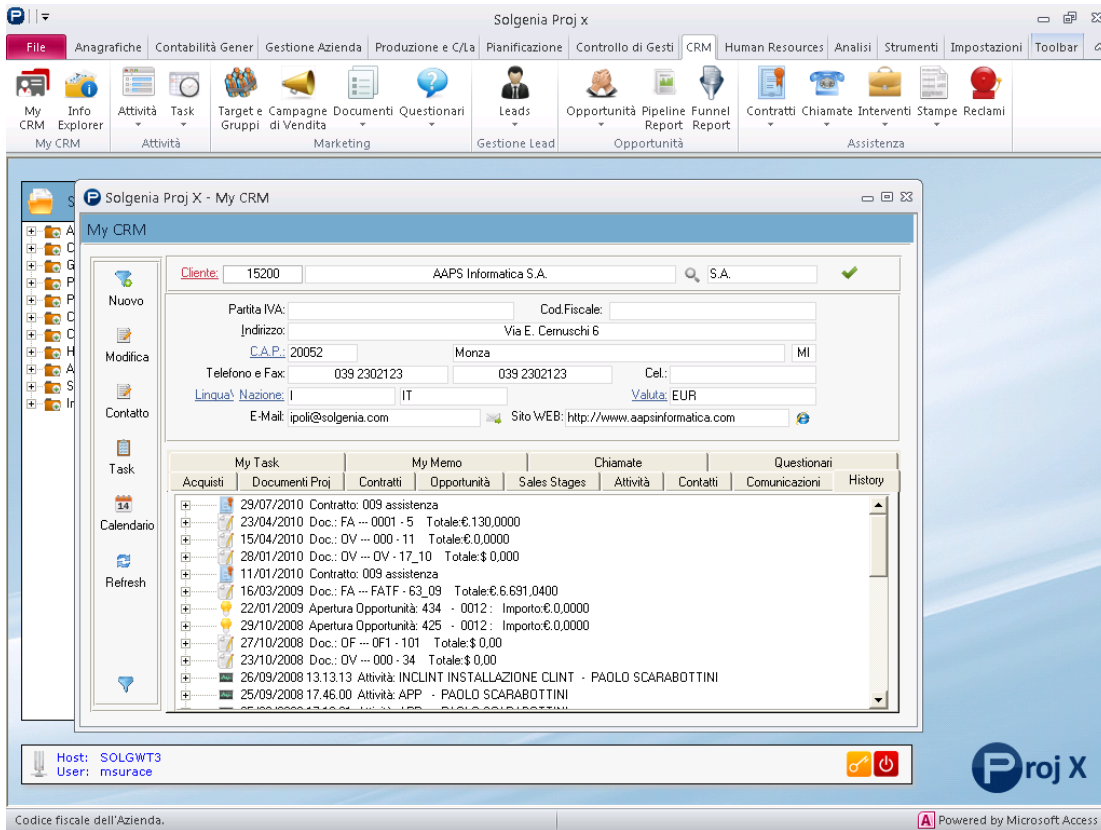 Solgenia Proj x
File Anagrafiche Contabilità Gener Gestione Azienda Produzione e C/La Pianificazione Controllo di Gesti CRM Human Resources Analisi Strumenti Impostazioni Toolbar
My CRM Info Explorer Attività Task Target e Gruppi Campagne di Vendita Documenti Questionari Leads Opportunità Pipeline Report Funnel Report Contratti Chiamate Interventi Stampe Reclami
My CRM Attività Marketing Gestione Lead Opportunità Assistenza
S
Solgenia Proj X - My CRM
My CRM
A
C
G
P
P
C
C
H
A
S
Ir
Nuovo
Modifica
Contatto
Task
14
Calendario
Refresh
Cliente: 15200 AAPS Informatica S.A. S.A.
Partita IVA: Cod.Fiscale:
Indirizzo: Via E. Cernuschi 6
C.A.P.: 20052 Monza MI
Telefono e Fax: 039 2302123 039 2302123 Cel.:
Lingua\ Nazione: I IT Valuta: EUR
E-Mail: ipoli@solgenia.com Sito WEB: http://www.aapsinformatica.com
My Task My Memo Chiamate Questionari
Acquisti Documenti Proj Contratti Opportunità Sales Stages Attività Contatti Comunicazioni History
29/07/2010 Contratto: 009 assistenza
23/04/2010 Doc.: FA --- 0001 - 5 Totale:€.130,0000
15/04/2010 Doc.: OV --- 000 - 11 Totale:€.0,0000
28/01/2010 Doc.: OV --- OV - 17_10 Totale:$ 0,000
11/01/2010 Contratto: 009 assistenza
16/03/2009 Doc.: FA --- FATF - 63_09 Totale:€.6.691,0400
22/01/2009 Apertura Opportunità: 434 - 0012 : Importo:€.0,0000
29/10/2008 Apertura Opportunità: 425 - 0012 : Importo:€.0,0000
27/10/2008 Doc.: OF --- 0F1 - 101 Totale:$ 0,00
23/10/2008 Doc.: OV --- 000 - 34 Totale:$ 0,00
26/09/2008 13.13.13 Attività: INCLINT INSTALLAZIONE CLINT - PAOLO SCARABOTTINI
25/09/2008 17.46.00 Attività: APP - PAOLO SCARABOTTINI
Host: SOLGWT3
User: msurace
Proj X
Codice fiscale dell'Azienda.
A Powered by Microsoft Access